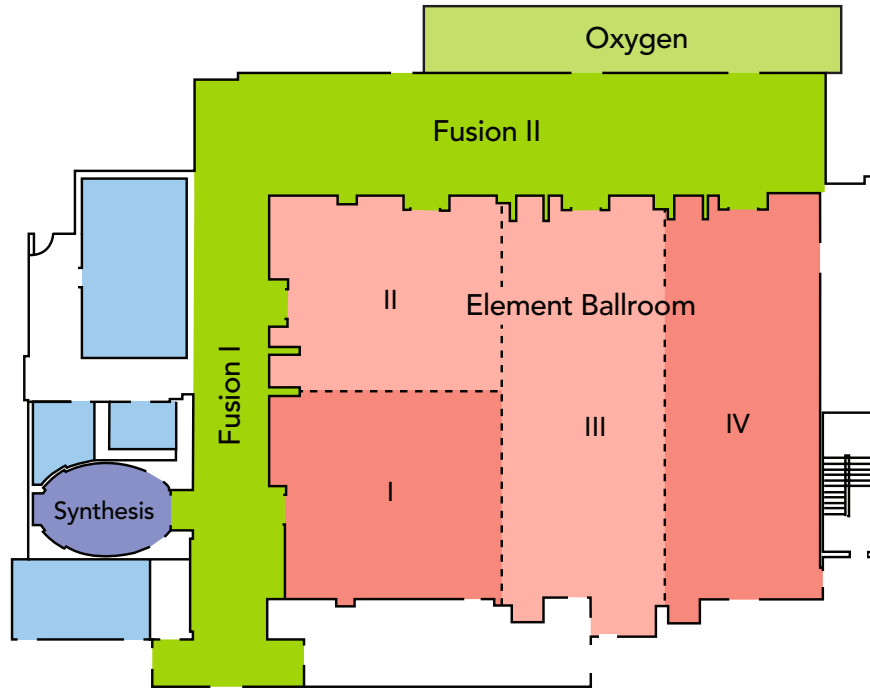 Oxygen
Fusion II
Element Ballroom
II
Fusion I
III
IV
I
Synthesis